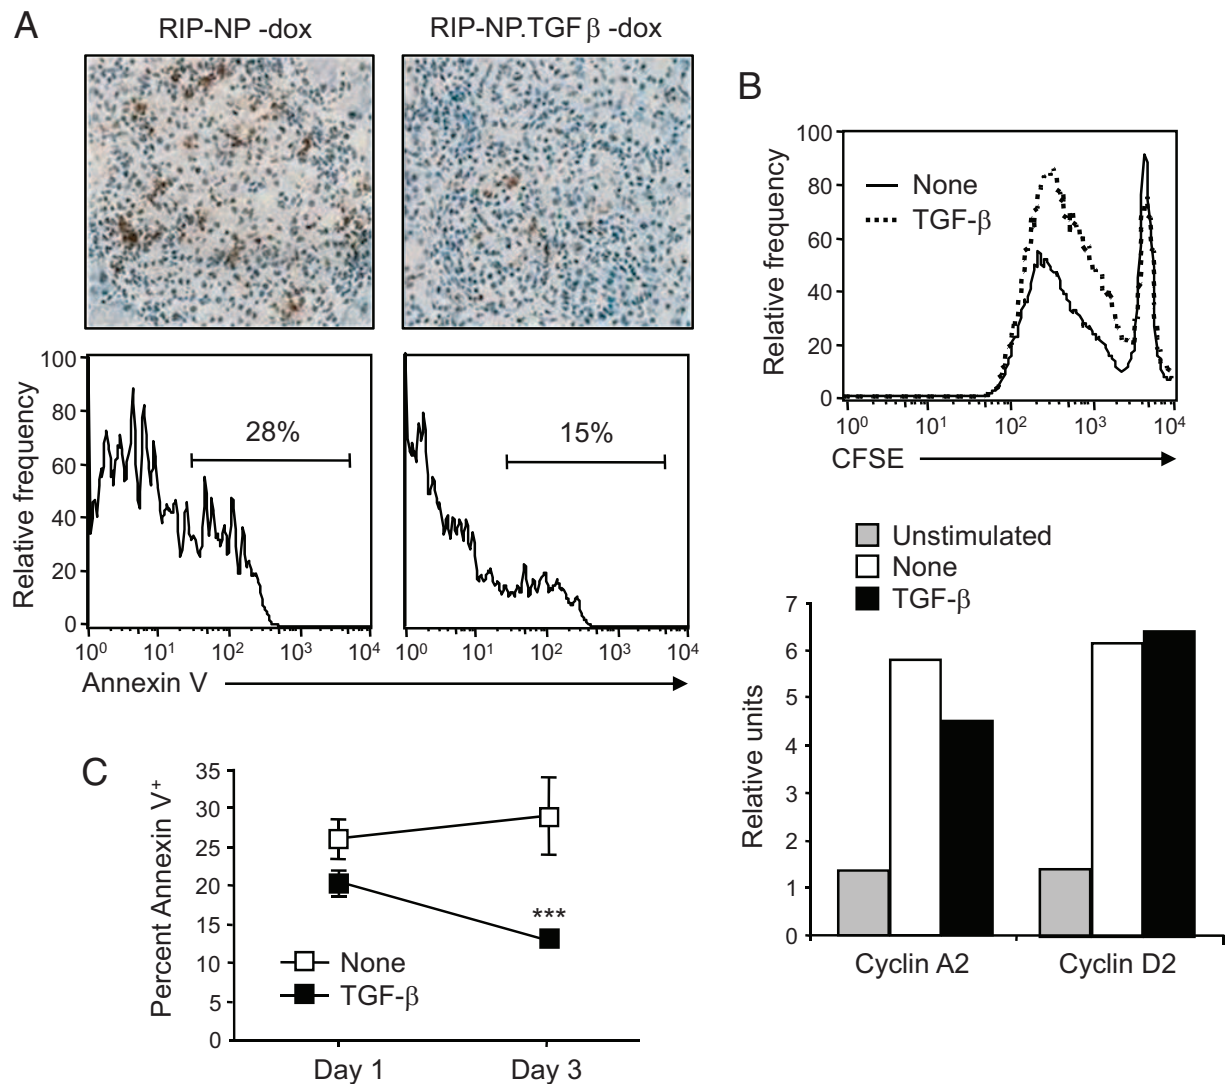 A
RIP-NP -dox
RIP-NP.TGF β -dox
100
80
60
40
20
0
Relative frequency
28%
15%
10⁰ 10¹ 10² 10³ 10⁴
10⁰ 10¹ 10² 10³ 10⁴
Annexin V
B
100
80
60
40
20
0
Relative frequency
None
TGF-β
10⁰ 10¹ 10² 10³ 10⁴
CFSE
Unstimulated
None
TGF-β
7
6
5
4
3
2
1
0
Relative units
Cyclin A2
Cyclin D2
C
35
30
25
20
15
10
5
0
Percent Annexin V⁺
***
None
TGF-β
Day 1
Day 3